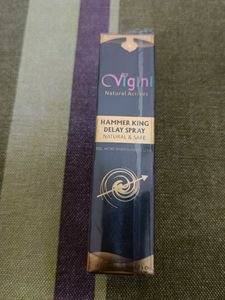 Vigini
Natural Actives
HAMMER KING
DELAY SPRAY
NATURAL & SAFE